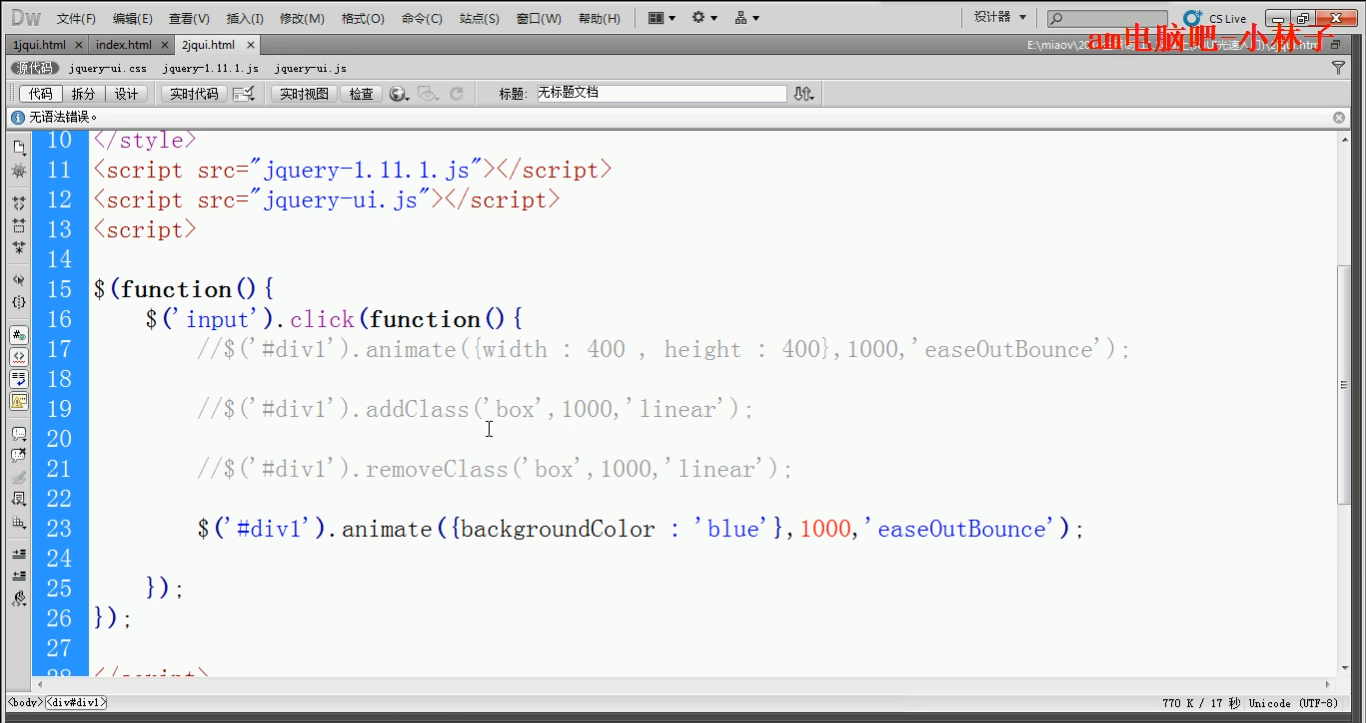 Dw 文件(F) 编辑(E) 查看(V) 插入(I) 修改(M) 格式(O) 命令(C) 站点(S) 窗口(W) 帮助(H) 设计器 CS Live
am电脑吧-小林子
1jqui.html × index.html × 2jqui.html × E:\miaov\20
源代码 jquery-ui.css jquery-1.11.1.js jquery-ui.js
代码 拆分 设计 实时代码 实时视图 检查 标题: 无标题文档
无语法错误。
10 </style>
11 <script src="jquery-1.11.1.js"></script>
12 <script src="jquery-ui.js"></script>
13 <script>
14
15 $(function(){
16 $('input').click(function(){
17 //$('#div1').animate({width : 400 , height : 400},1000,'easeOutBounce');
18
19 //$('#div1').addClass('box',1000,'linear');
20
21 //$('#div1').removeClass('box',1000,'linear');
22
23 $('#div1').animate({backgroundColor : 'blue'},1000,'easeOutBounce');
24
25 });
26 });
27
28 </script>
<body> <div#div1> 770 K / 17 秒 Unicode (UTF-8)